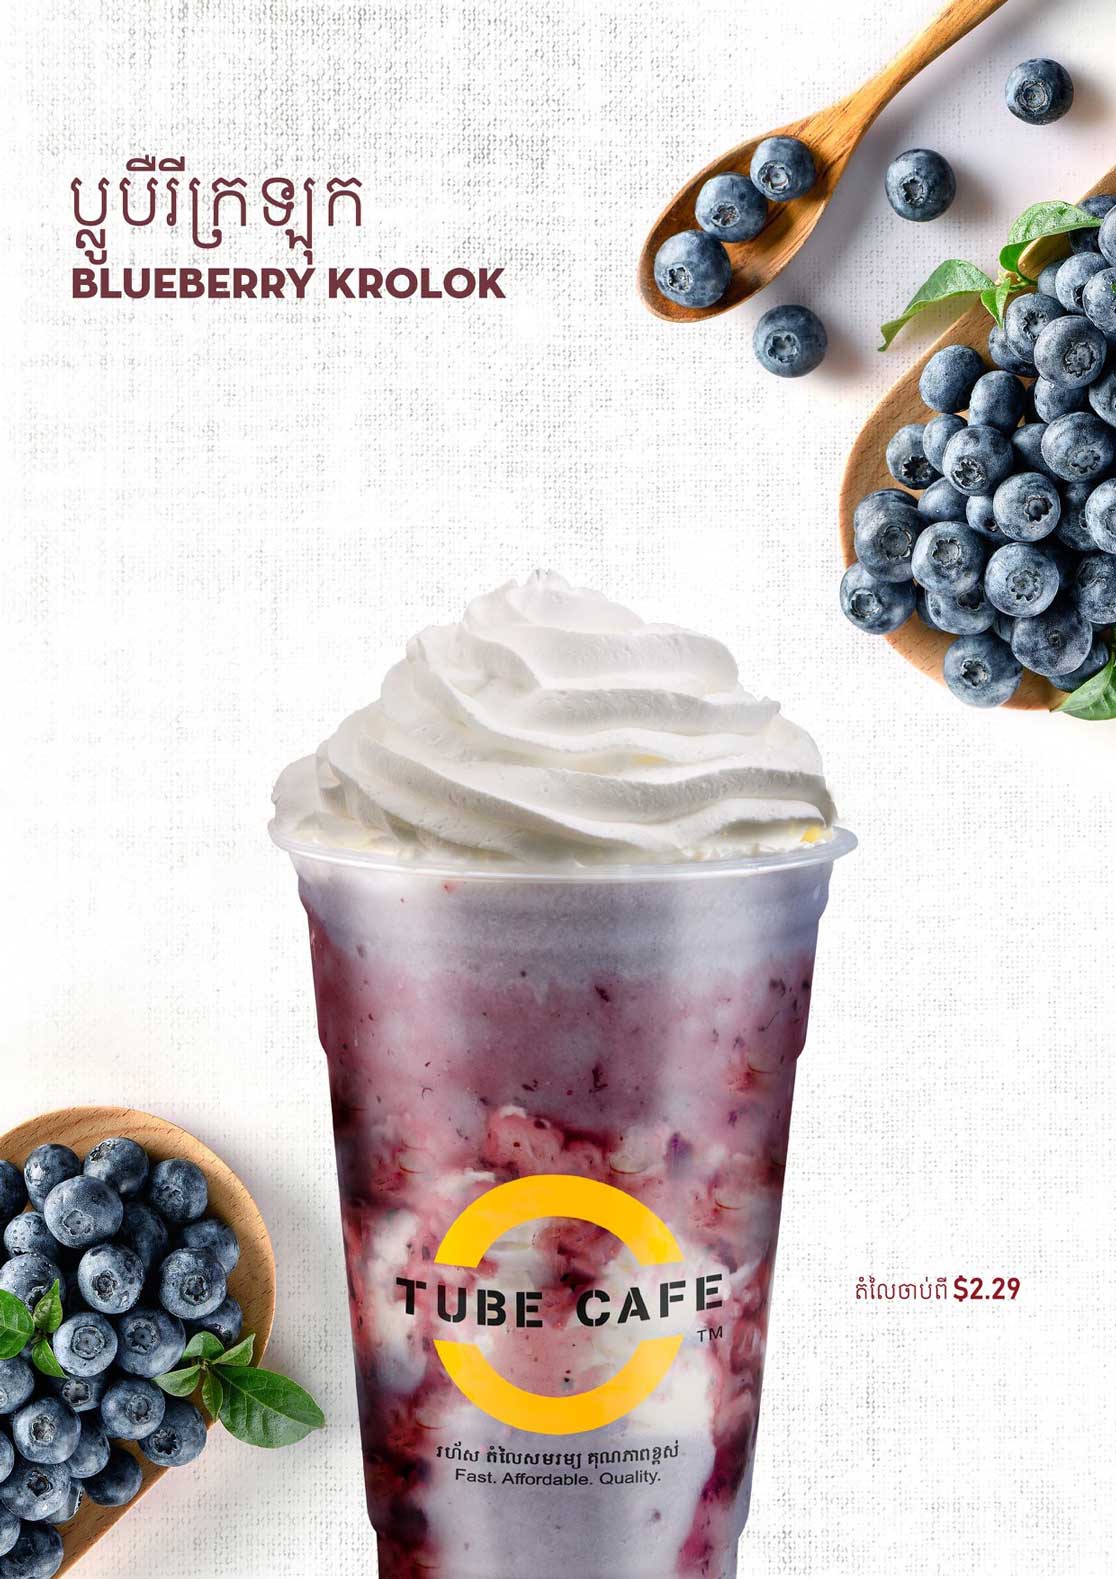 ប្លូបឺរីក្រឡុក
BLUEBERRY KROLOK
TUBE CAFE
TM
រហ័ស តំលៃសមរម្យ គុណភាពខ្ពស់
Fast. Affordable. Quality.
តំលៃចាប់ពី $2.29